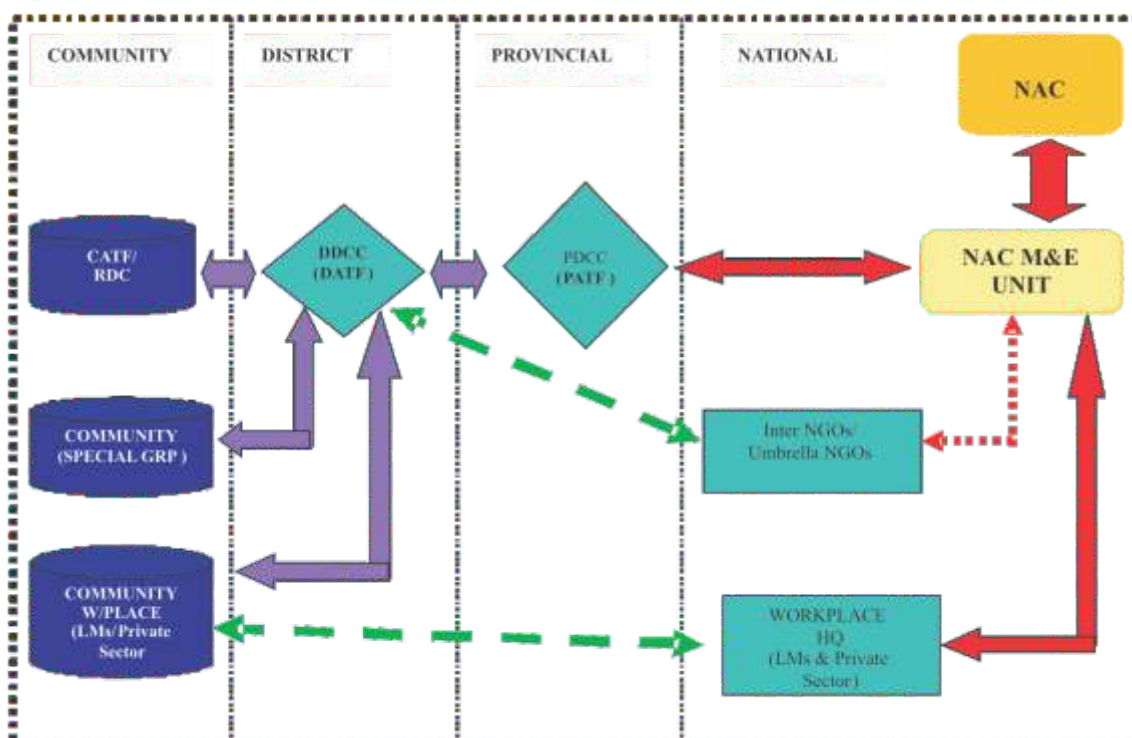 COMMUNITY
DISTRICT
PROVINCIAL
NATIONAL
NAC
CATF/
RDC
DDCC
(DATF)
PDCC
(PATF)
NAC M&E
UNIT
COMMUNITY
(SPECIAL GRP )
Inter NGOs/
Umbrella NGOs
COMMUNITY
W/PLACE
(LMs/Private
Sector
WORKPLACE
HQ
(LMs & Private
Sector)